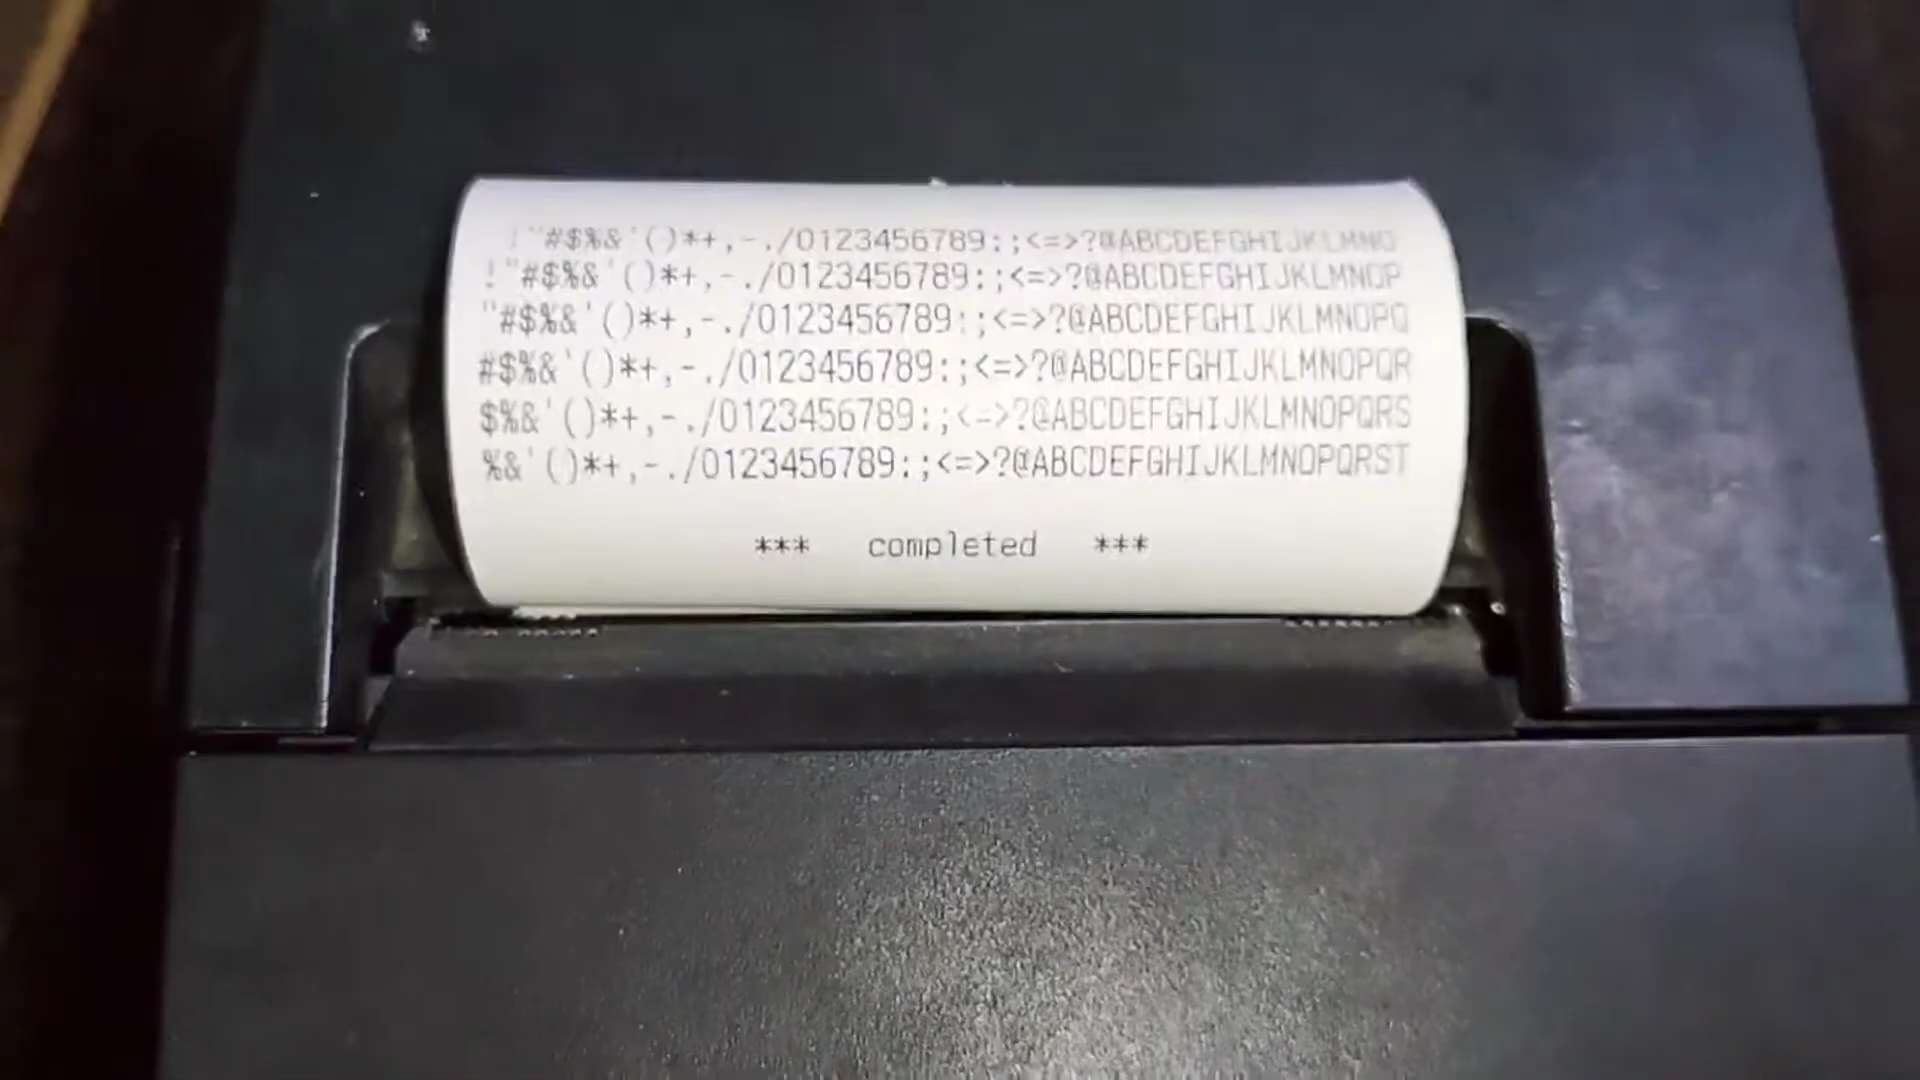 !"#$%&'()*+,-./0123456789:;<=>?@ABCDEFGHIJKLMNO
!"#$%&'()*+,-./0123456789:;<=>?@ABCDEFGHIJKLMNOP
"#$%&'()*+,-./0123456789:;<=>?@ABCDEFGHIJKLMNOPQ
#$%&'()*+,-./0123456789:;<=>?@ABCDEFGHIJKLMNOPQR
$%&'()*+,-./0123456789:;<=>?@ABCDEFGHIJKLMNOPQRS
%&'()*+,-./0123456789:;<=>?@ABCDEFGHIJKLMNOPQRST
*** completed ***